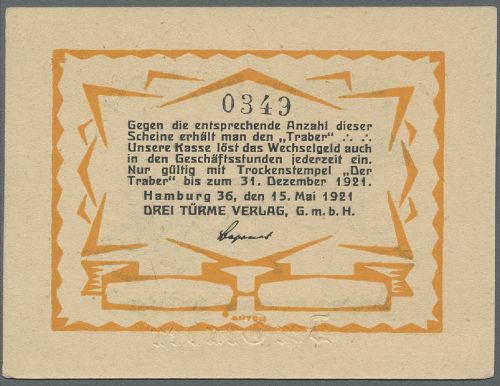 0349
Gegen die entsprechende Anzahl dieser
Scheine erhält man den „Traber" ∴ ∴
Unsere Kasse löst das Wechselgeld auch
in den Geschäftsstunden jederzeit ein.
Nur gültig mit Trockenstempel „Der
Traber" bis zum 31. Dezember 1921.
Hamburg 36, den 15. Mai 1921
DREI TÜRME VERLAG, G. m. b. H.